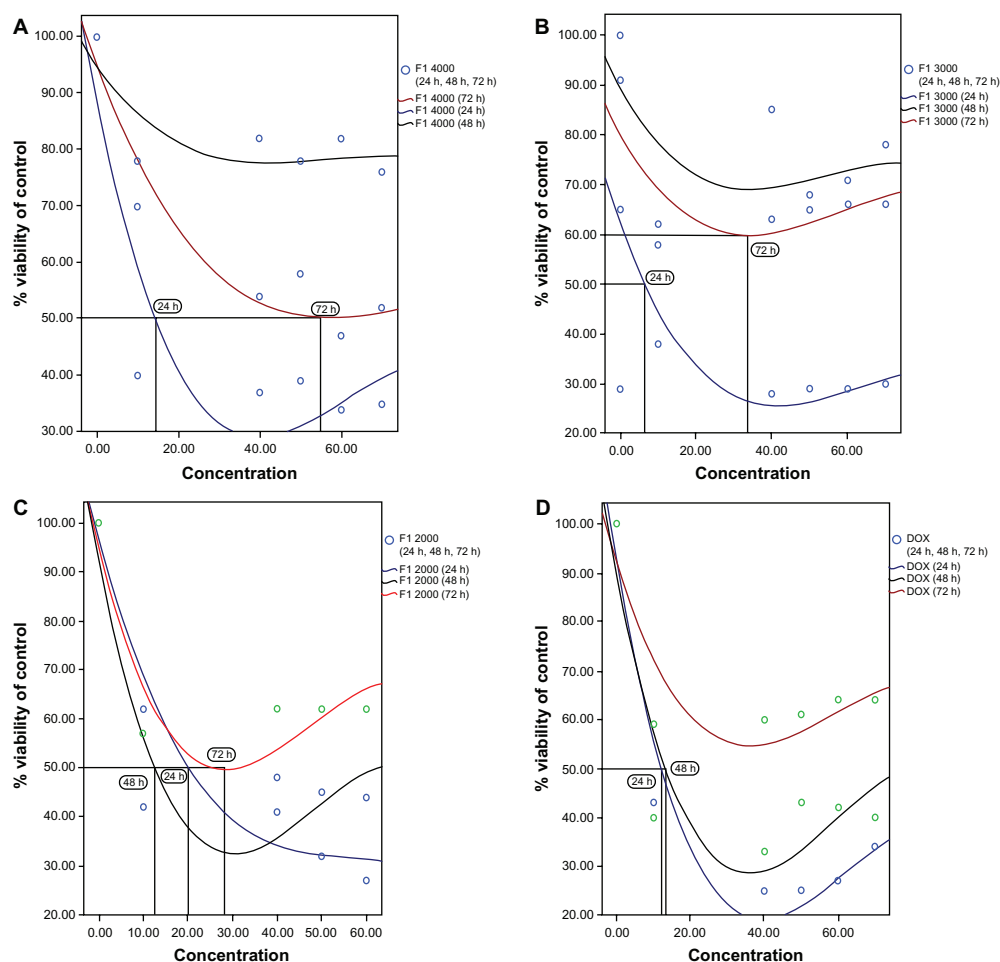 A
100.00
90.00
80.00
70.00
60.00
50.00
40.00
30.00
% viability of control
0.00 20.00 40.00 60.00
Concentration
24 h
72 h
F1 4000
(24 h, 48 h, 72 h)
F1 4000 (72 h)
F1 4000 (24 h)
F1 4000 (48 h)
B
100.00
90.00
80.00
70.00
60.00
50.00
40.00
30.00
20.00
% viability of control
0.00 20.00 40.00 60.00
Concentration
72 h
24 h
F1 3000
(24 h, 48 h, 72 h)
F1 3000 (24 h)
F1 3000 (48 h)
F1 3000 (72 h)
C
100.00
90.00
80.00
70.00
60.00
50.00
40.00
30.00
20.00
% viability of control
0.00 10.00 20.00 30.00 40.00 50.00 60.00
Concentration
72 h
48 h
24 h
F1 2000
(24 h, 48 h, 72 h)
F1 2000 (24 h)
F1 2000 (48 h)
F1 2000 (72 h)
D
100.00
90.00
80.00
70.00
60.00
50.00
40.00
30.00
20.00
% viability of control
0.00 20.00 40.00 60.00
Concentration
48 h
24 h
DOX
(24 h, 48 h, 72 h)
DOX (24 h)
DOX (48 h)
DOX (72 h)